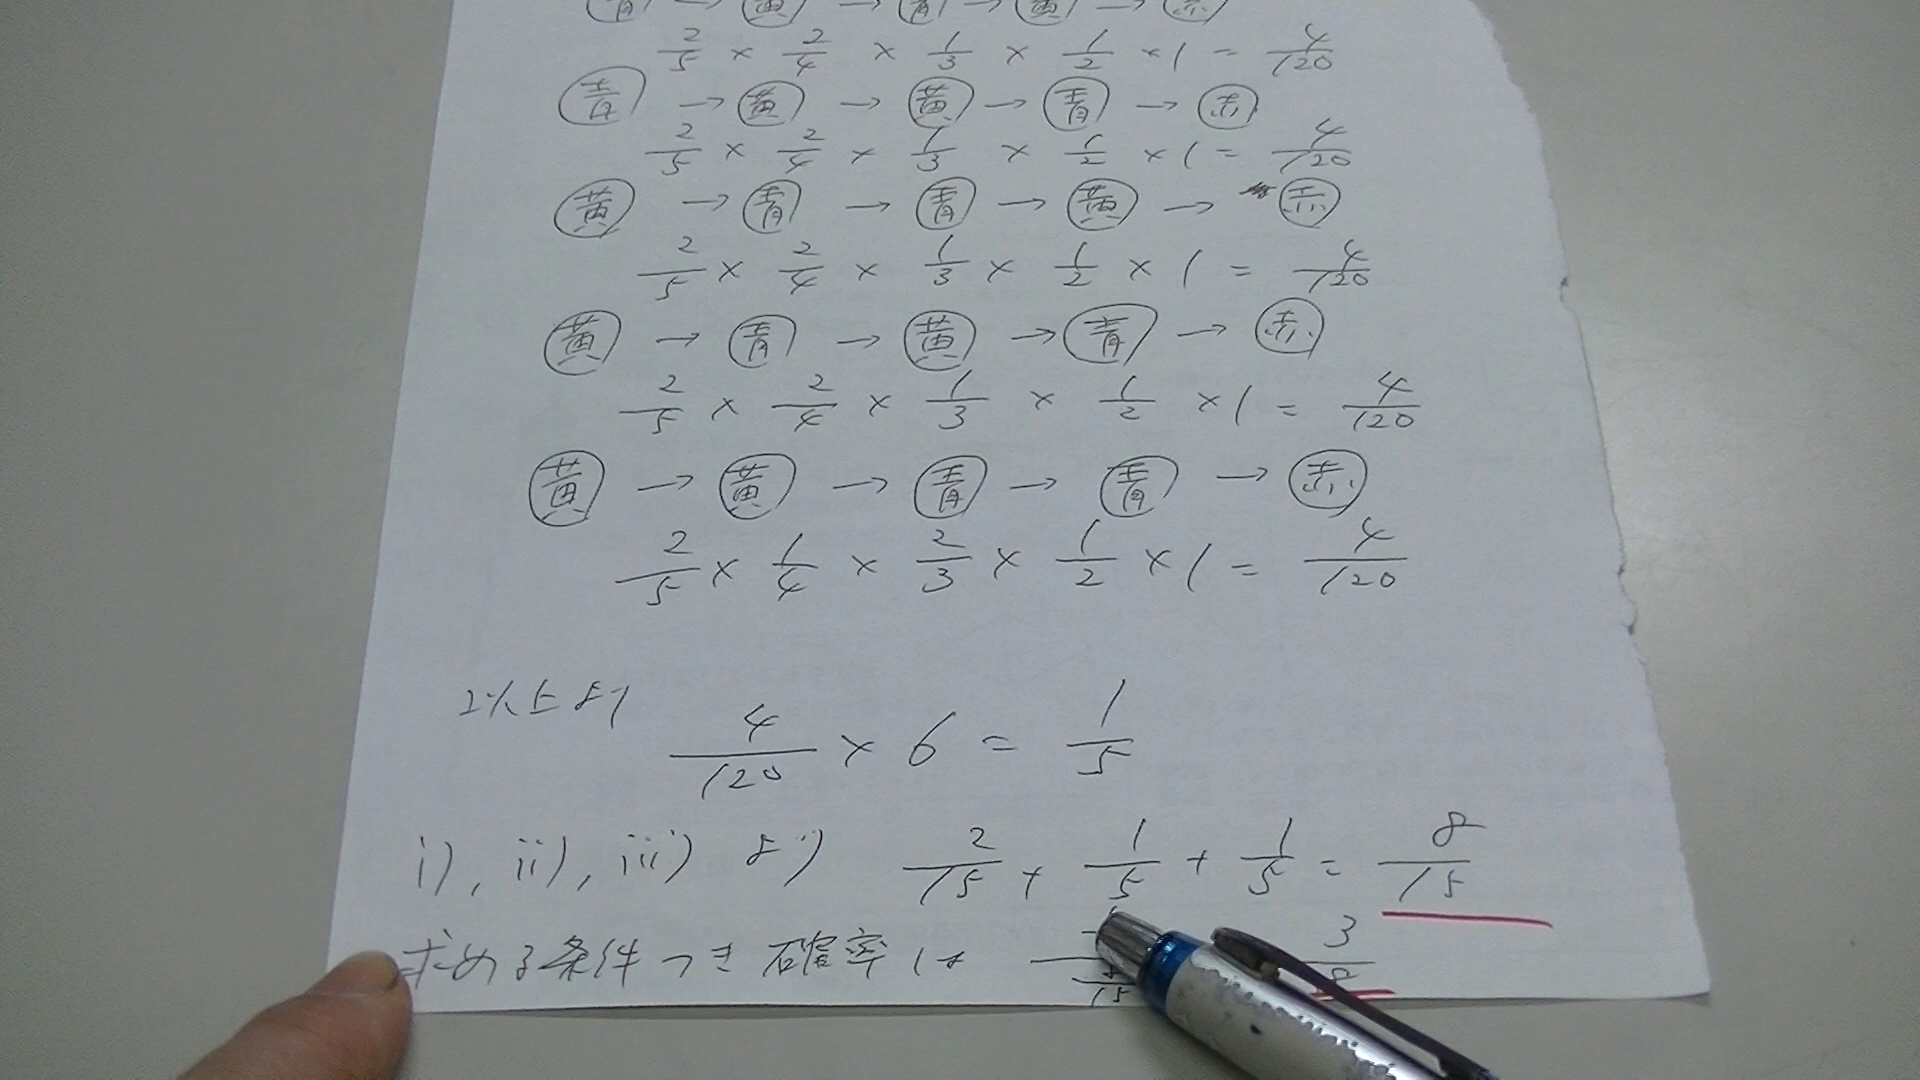 青 → 黄 → 青 → 黄 → 赤
2/5 × 2/4 × 1/3 × 1/2 × 1 = 4/120
青 → 黄 → 黄 → 青 → 赤
2/5 × 2/4 × 1/3 × 1/2 × 1 = 4/120
黄 → 青 → 青 → 黄 → 赤
2/5 × 2/4 × 1/3 × 1/2 × 1 = 4/120
黄 → 青 → 黄 → 青 → 赤
2/5 × 2/4 × 1/3 × 1/2 × 1 = 4/120
黄 → 黄 → 青 → 青 → 赤
2/5 × 1/4 × 2/3 × 1/2 × 1 = 4/120
以上より 4/120 × 6 = 1/5
i), ii), iii) より 2/15 + 1/5 + 1/5 = 8/15
求める条件つき確率は 3/8